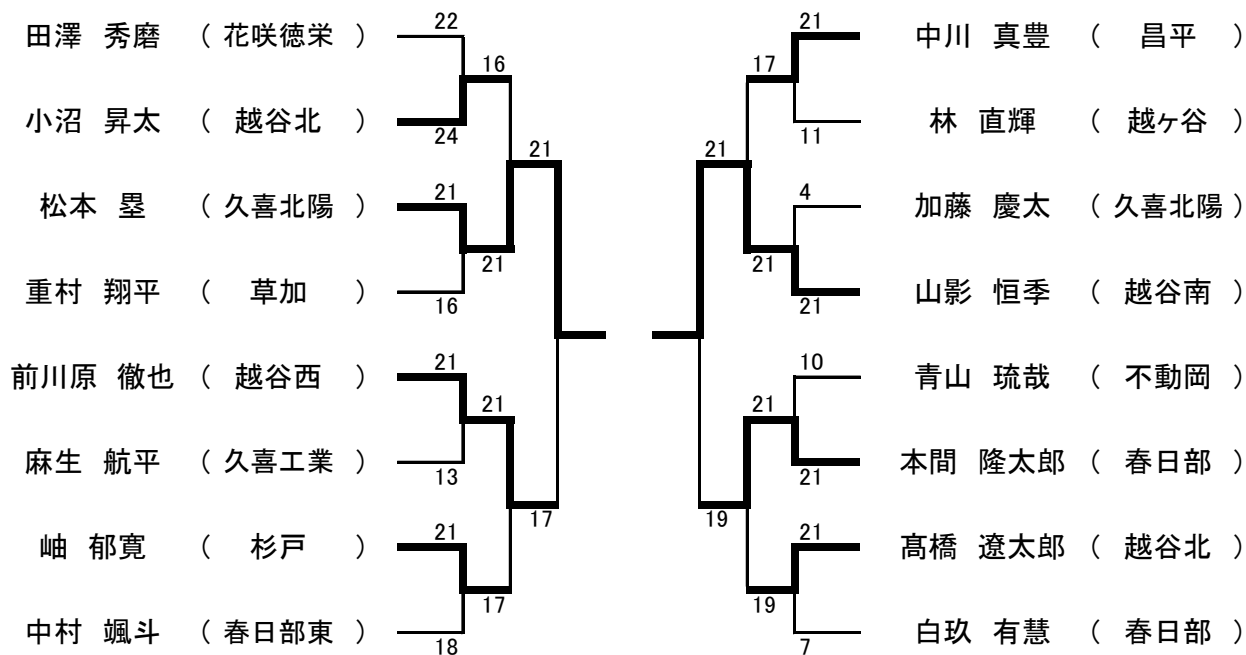 田澤 秀磨 ( 花咲徳栄 ) 22
16
小沼 昇太 ( 越谷北 ) 24
21
松本 塁 ( 久喜北陽 ) 21
21
重村 翔平 ( 草加 ) 16
前川原 徹也 ( 越谷西 ) 21
21
麻生 航平 ( 久喜工業 ) 13
17
岫 郁寛 ( 杉戸 ) 21
17
中村 颯斗 ( 春日部東 ) 18
21 中川 真豊 ( 昌平 )
17
11 林 直輝 ( 越ヶ谷 )
21
4 加藤 慶太 ( 久喜北陽 )
21
21 山影 恒季 ( 越谷南 )
10 青山 琉哉 ( 不動岡 )
21
21 本間 隆太郎 ( 春日部 )
19
21 髙橋 遼太郎 ( 越谷北 )
19
7 白玖 有慧 ( 春日部 )